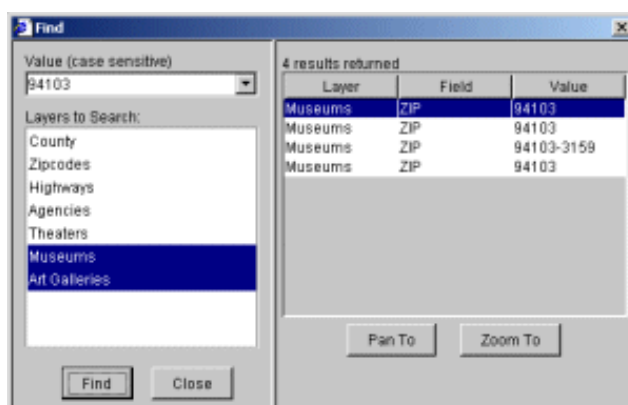 Find
Value (case sensitive)
94103
Layers to Search:
County
Zipcodes
Highways
Agencies
Theaters
Museums
Art Galleries
Find Close
4 results returned
Layer Field Value
Museums ZIP 94103
Museums ZIP 94103
Museums ZIP 94103-3159
Museums ZIP 94103
Pan To Zoom To